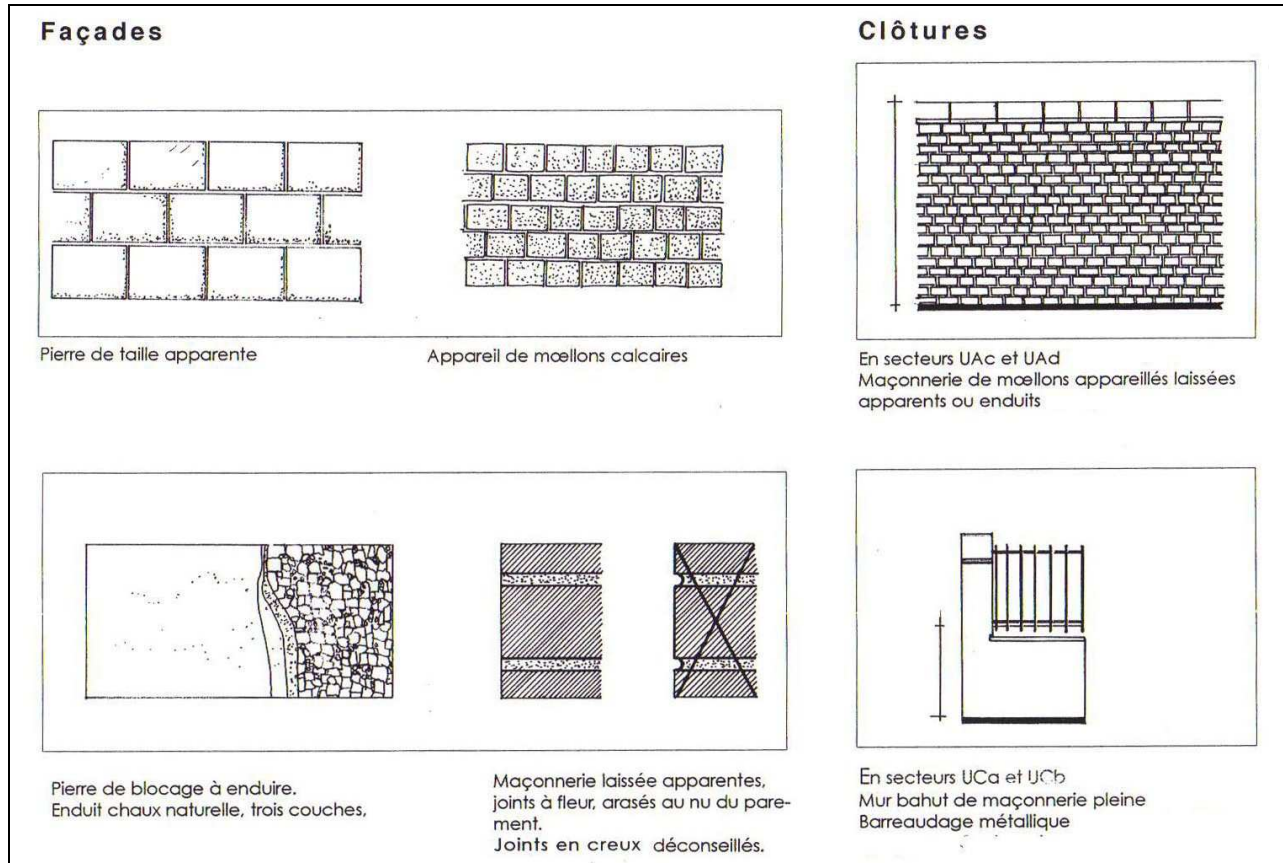 Façades
Pierre de taille apparente
Appareil de mœllons calcaires
Pierre de blocage à enduire.
Enduit chaux naturelle, trois couches,
Maçonnerie laissée apparentes,
joints à fleur, arasés au nu du pare-
ment.
Joints en creux déconseillés.
Clôtures
En secteurs UAc et UAd
Maçonnerie de mœllons appareillés laissées
apparents ou enduits
En secteurs UCa et UCb
Mur bahut de maçonnerie pleine
Barreaudage métallique